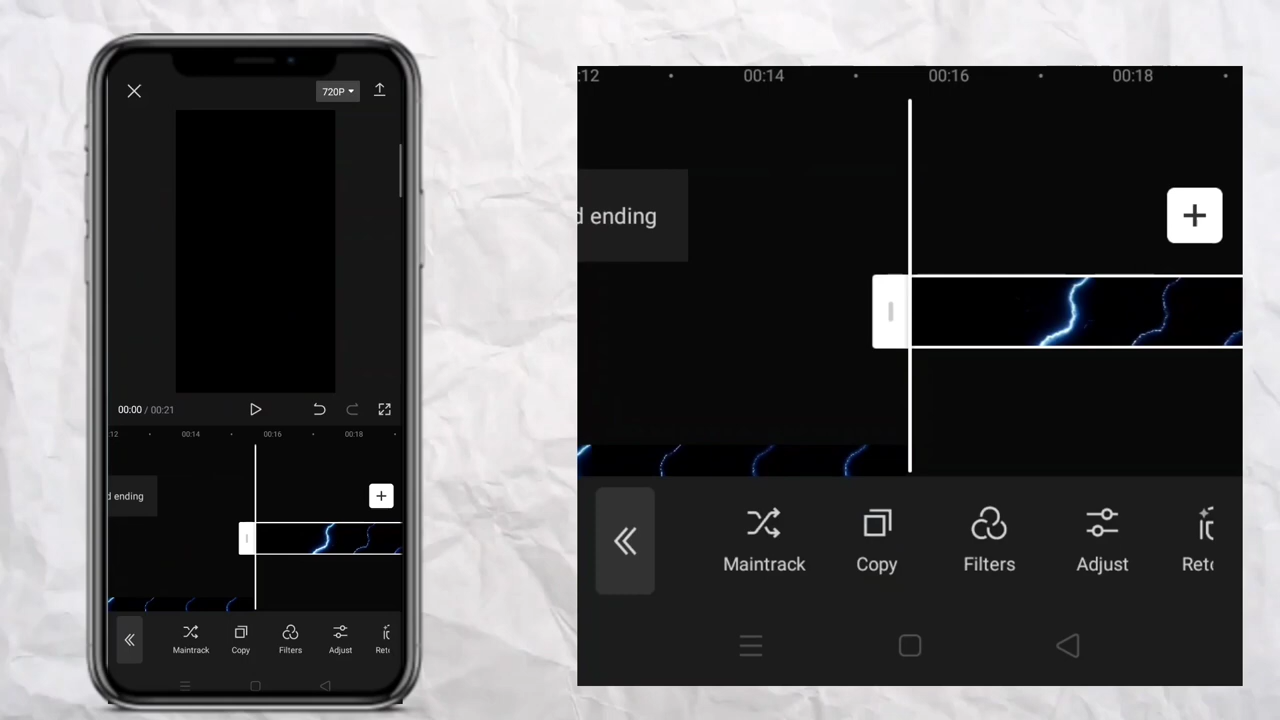 720P
00:00 / 00:21
:12 00:14 00:16 00:18
d ending
Maintrack Copy Filters Adjust Reto
:12 00:14 00:16 00:18
d ending
Maintrack Copy Filters Adjust Reto